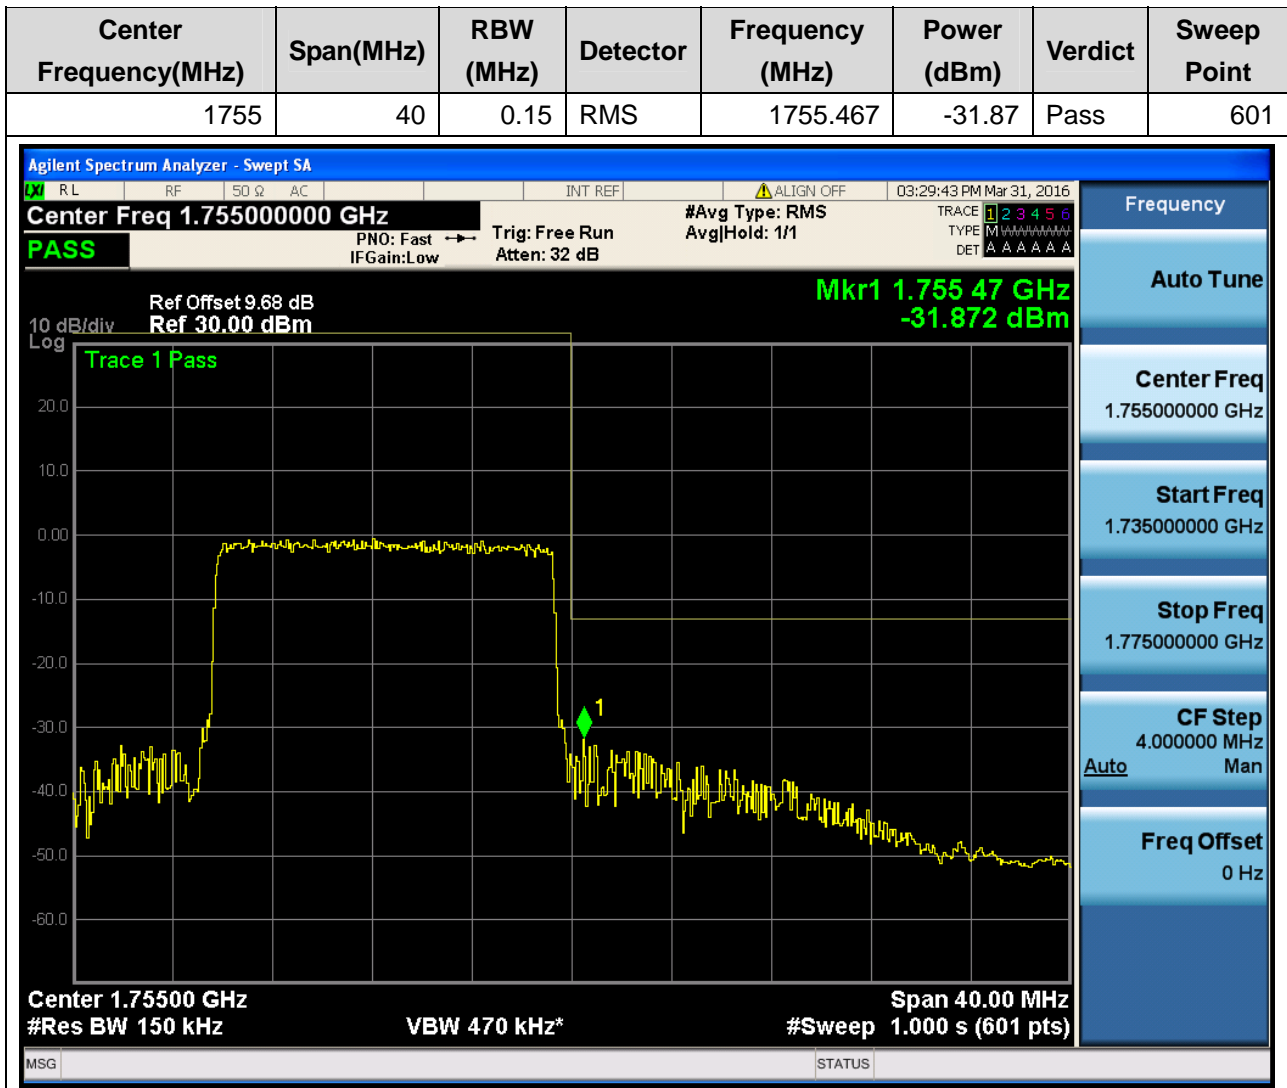 Center Frequency(MHz) Span(MHz) RBW (MHz) Detector Frequency (MHz) Power (dBm) Verdict Sweep Point
1755 40 0.15 RMS 1755.467 -31.87 Pass 601
Agilent Spectrum Analyzer - Swept SA
LXI RL RF 50 Ω AC INT REF ALIGN OFF 03:29:43 PM Mar 31, 2016
Center Freq 1.755000000 GHz
#Avg Type: RMS
TRACE 1 2 3 4 5 6
PASS
PNO: Fast
IFGain:Low
Trig: Free Run
Atten: 32 dB
Avg|Hold: 1/1
TYPE M
DET A A A A A A
Mkr1 1.755 47 GHz
-31.872 dBm
Ref Offset 9.68 dB
10 dB/div Ref 30.00 dBm
Log
Trace 1 Pass
20.0
10.0
0.00
-10.0
-20.0
-30.0
-40.0
-50.0
-60.0
1
Center 1.75500 GHz Span 40.00 MHz
#Res BW 150 kHz VBW 470 kHz* #Sweep 1.000 s (601 pts)
MSG STATUS
Frequency
Auto Tune
Center Freq
1.755000000 GHz
Start Freq
1.735000000 GHz
Stop Freq
1.775000000 GHz
CF Step
4.000000 MHz
Auto Man
Freq Offset
0 Hz